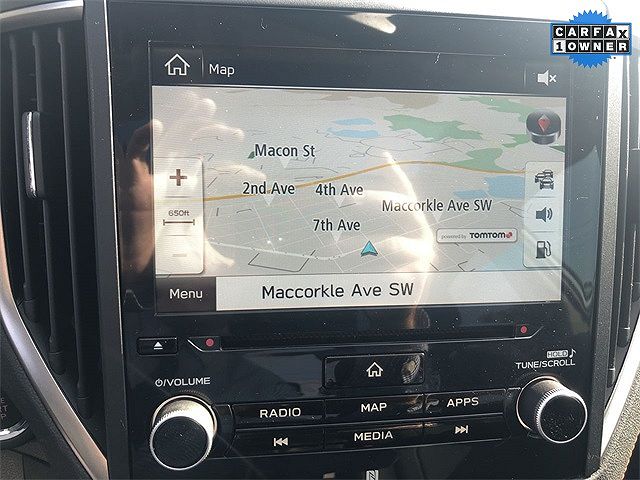 CARFAX
1 OWNER
Map
Macon St
2nd Ave 4th Ave
Maccorkle Ave SW
7th Ave
650ft
powered by TOMTOM
Menu Maccorkle Ave SW
HOLD
VOLUME
TUNE/SCROLL
RADIO MAP APPS
MEDIA